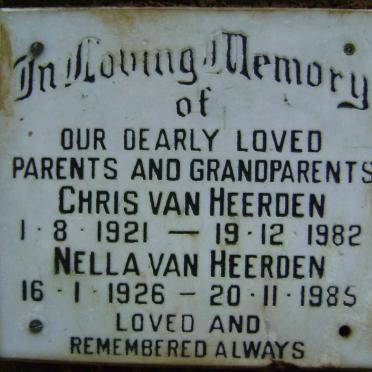 In Loving Memory
of
OUR DEARLY LOVED
PARENTS AND GRANDPARENTS
CHRIS VAN HEERDEN
1 · 8 · 1921 — 19 · 12 · 1982
NELLA VAN HEERDEN
16 · 1 · 1926 — 20 · 11 · 1985
LOVED AND
REMEMBERED ALWAYS